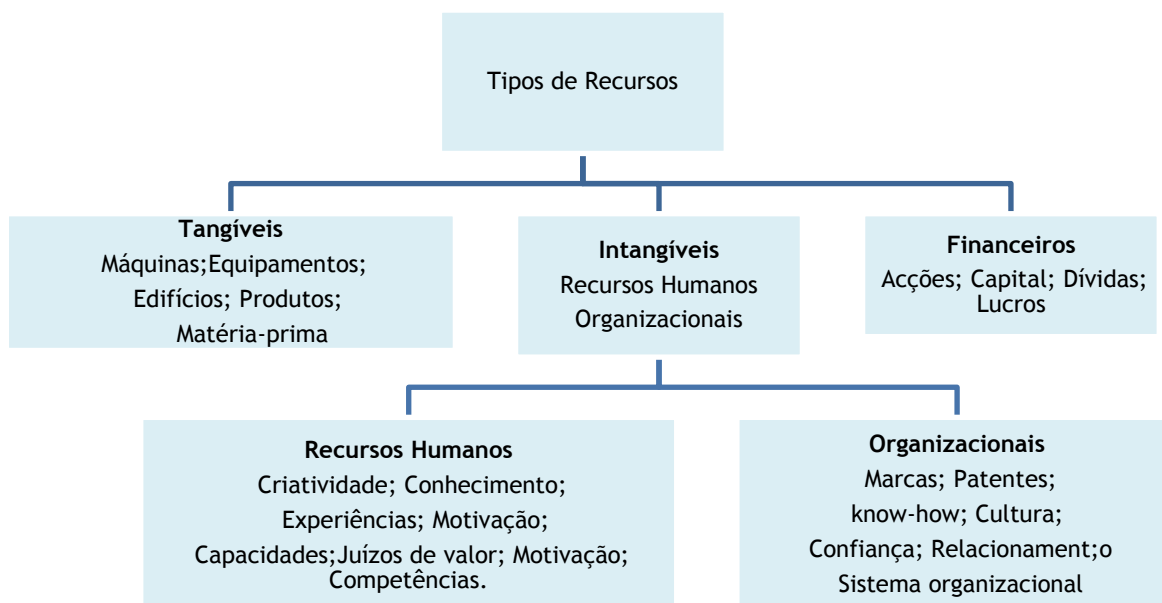 Tipos de Recursos
Tangíveis
Máquinas;Equipamentos;
Edifícios; Produtos;
Matéria-prima
Intangíveis
Recursos Humanos
Organizacionais
Financeiros
Acções; Capital; Dívidas;
Lucros
Recursos Humanos
Criatividade; Conhecimento;
Experiências; Motivação;
Capacidades;Juízos de valor; Motivação;
Competências.
Organizacionais
Marcas; Patentes;
know-how; Cultura;
Confiança; Relacionament;o
Sistema organizacional